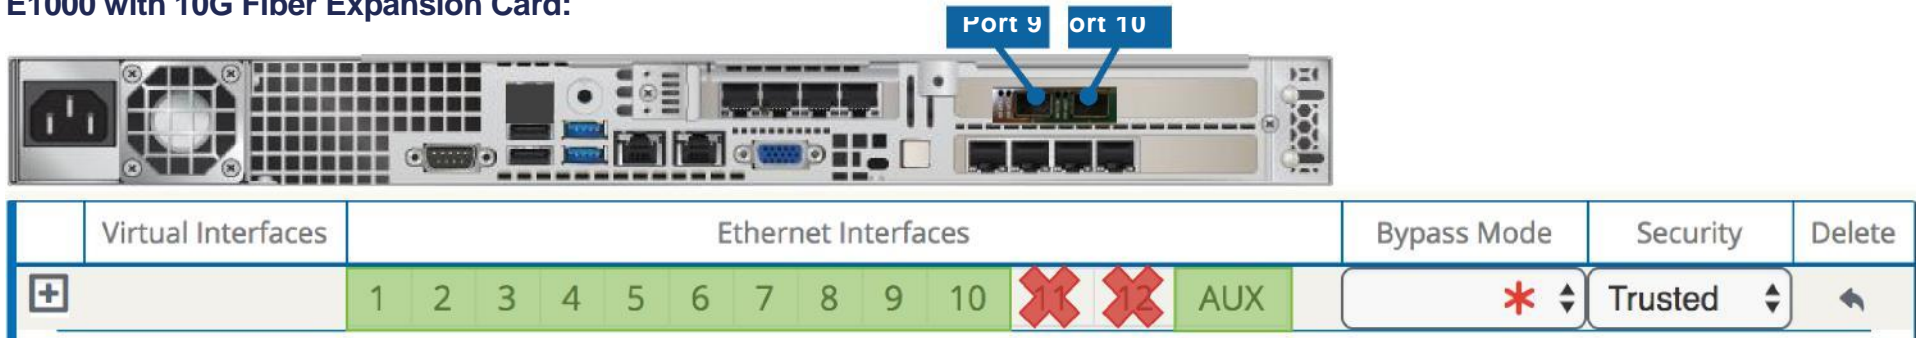 E1000 with 10G Fiber Expansion Card:
Port 9 ort 10
Virtual Interfaces Ethernet Interfaces Bypass Mode Security Delete
1 2 3 4 5 6 7 8 9 10 11 12 AUX * Trusted